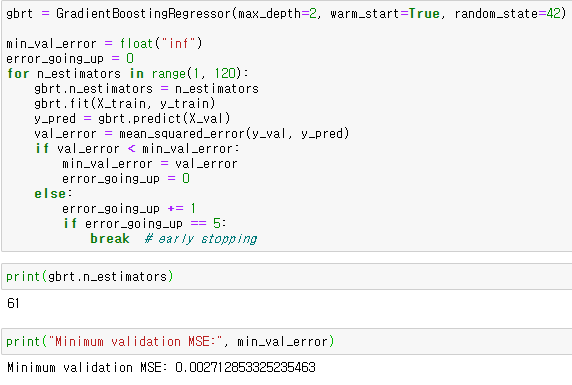 gbrt = GradientBoostingRegressor(max_depth=2, warm_start=True, random_state=42)
min_val_error = float("inf")
error_going_up = 0
for n_estimators in range(1, 120):
    gbrt.n_estimators = n_estimators
    gbrt.fit(X_train, y_train)
    y_pred = gbrt.predict(X_val)
    val_error = mean_squared_error(y_val, y_pred)
    if val_error < min_val_error:
        min_val_error = val_error
        error_going_up = 0
    else:
        error_going_up += 1
        if error_going_up == 5:
            break  # early stopping
print(gbrt.n_estimators)
61
print("Minimum validation MSE:", min_val_error)
Minimum validation MSE: 0.002712853325235463